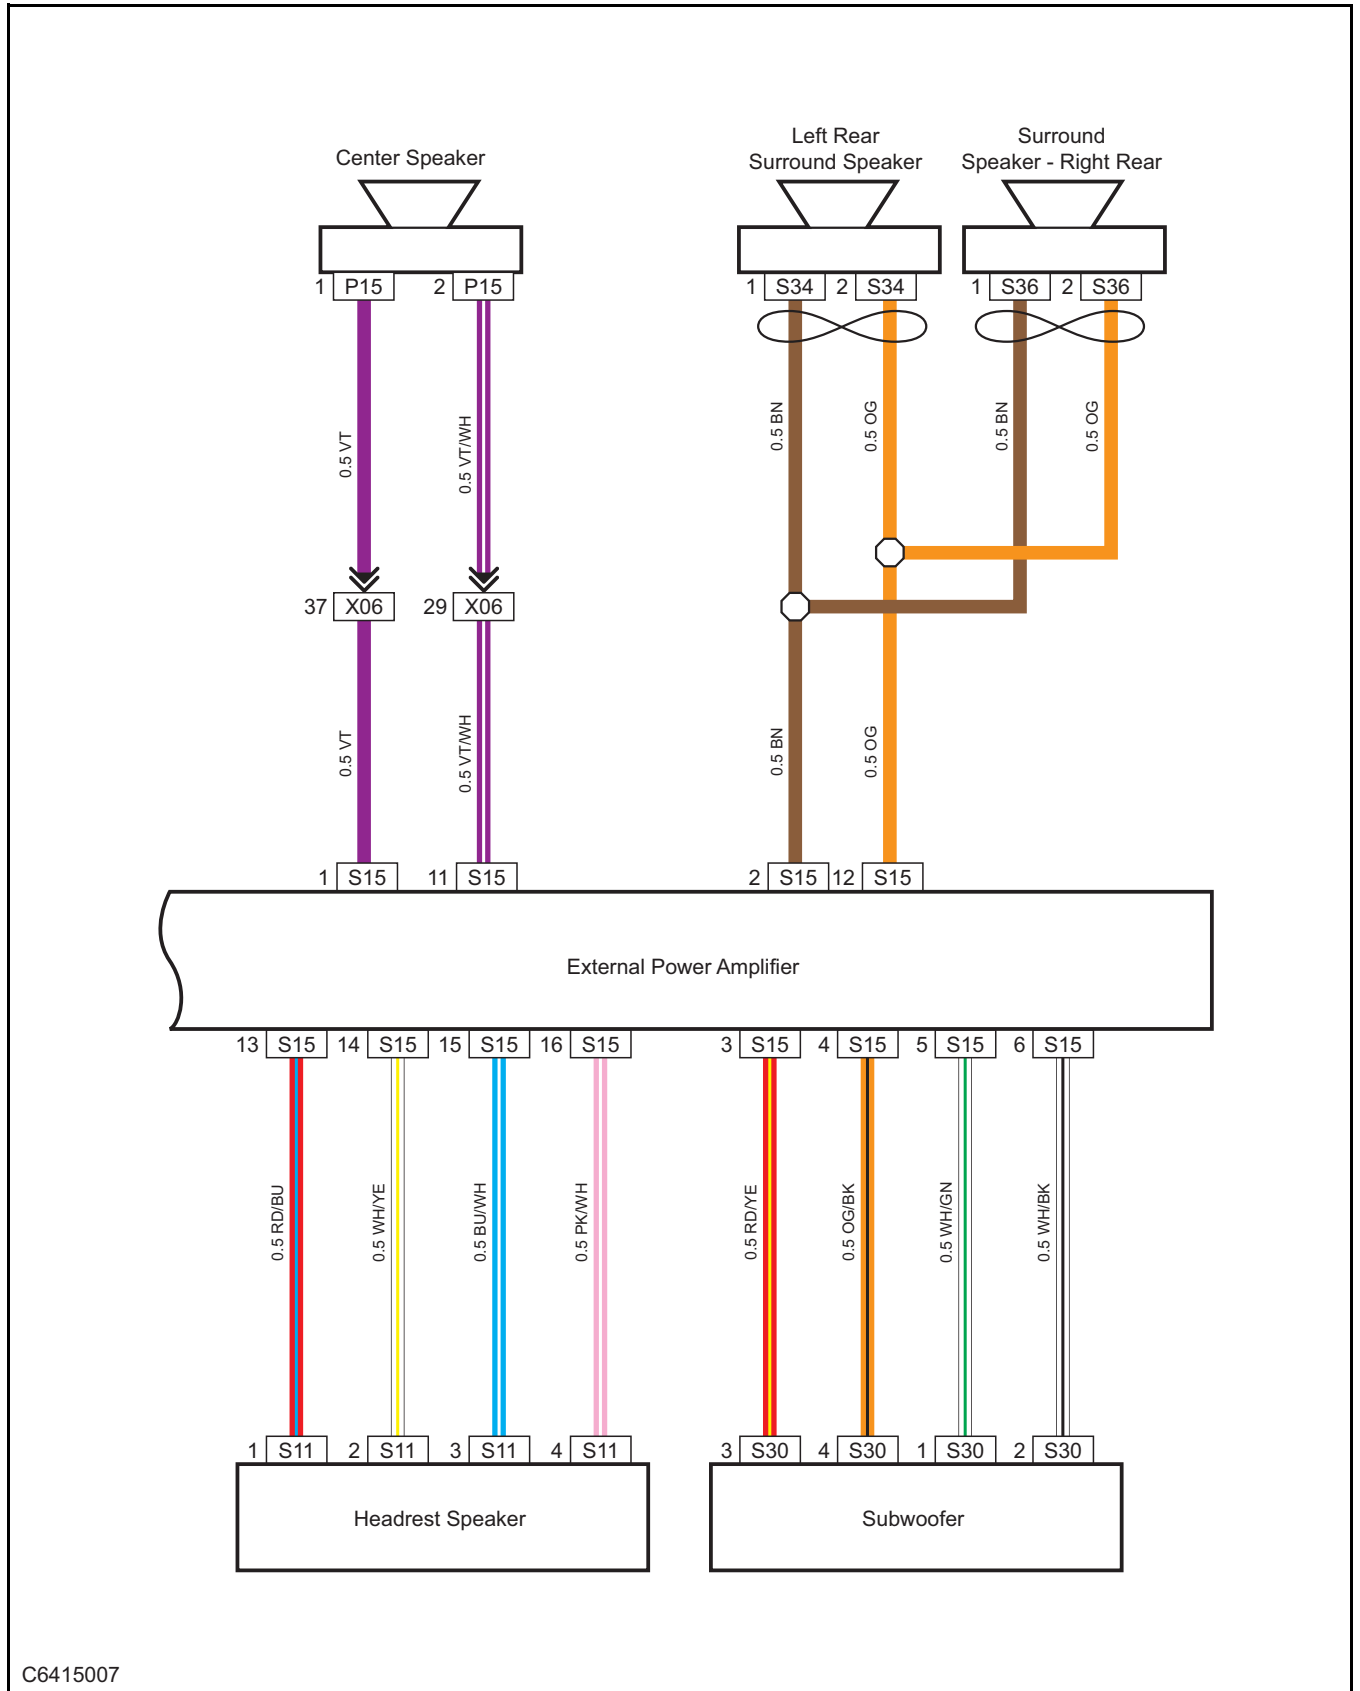 Center Speaker
Left Rear
Surround Speaker
Surround
Speaker - Right Rear
1 P15
2 P15
1 S34
2 S34
1 S36
2 S36
0.5 VT
0.5 VT/WH
0.5 BN
0.5 OG
0.5 BN
0.5 OG
37 X06
29 X06
0.5 VT
0.5 VT/WH
0.5 BN
0.5 OG
1 S15
11 S15
2 S15
12 S15
External Power Amplifier
13 S15
14 S15
15 S15
16 S15
3 S15
4 S15
5 S15
6 S15
0.5 RD/BU
0.5 WH/YE
0.5 BU/WH
0.5 PK/WH
0.5 RD/YE
0.5 OG/BK
0.5 WH/GN
0.5 WH/BK
1 S11
2 S11
3 S11
4 S11
3 S30
4 S30
1 S30
2 S30
Headrest Speaker
Subwoofer
C6415007